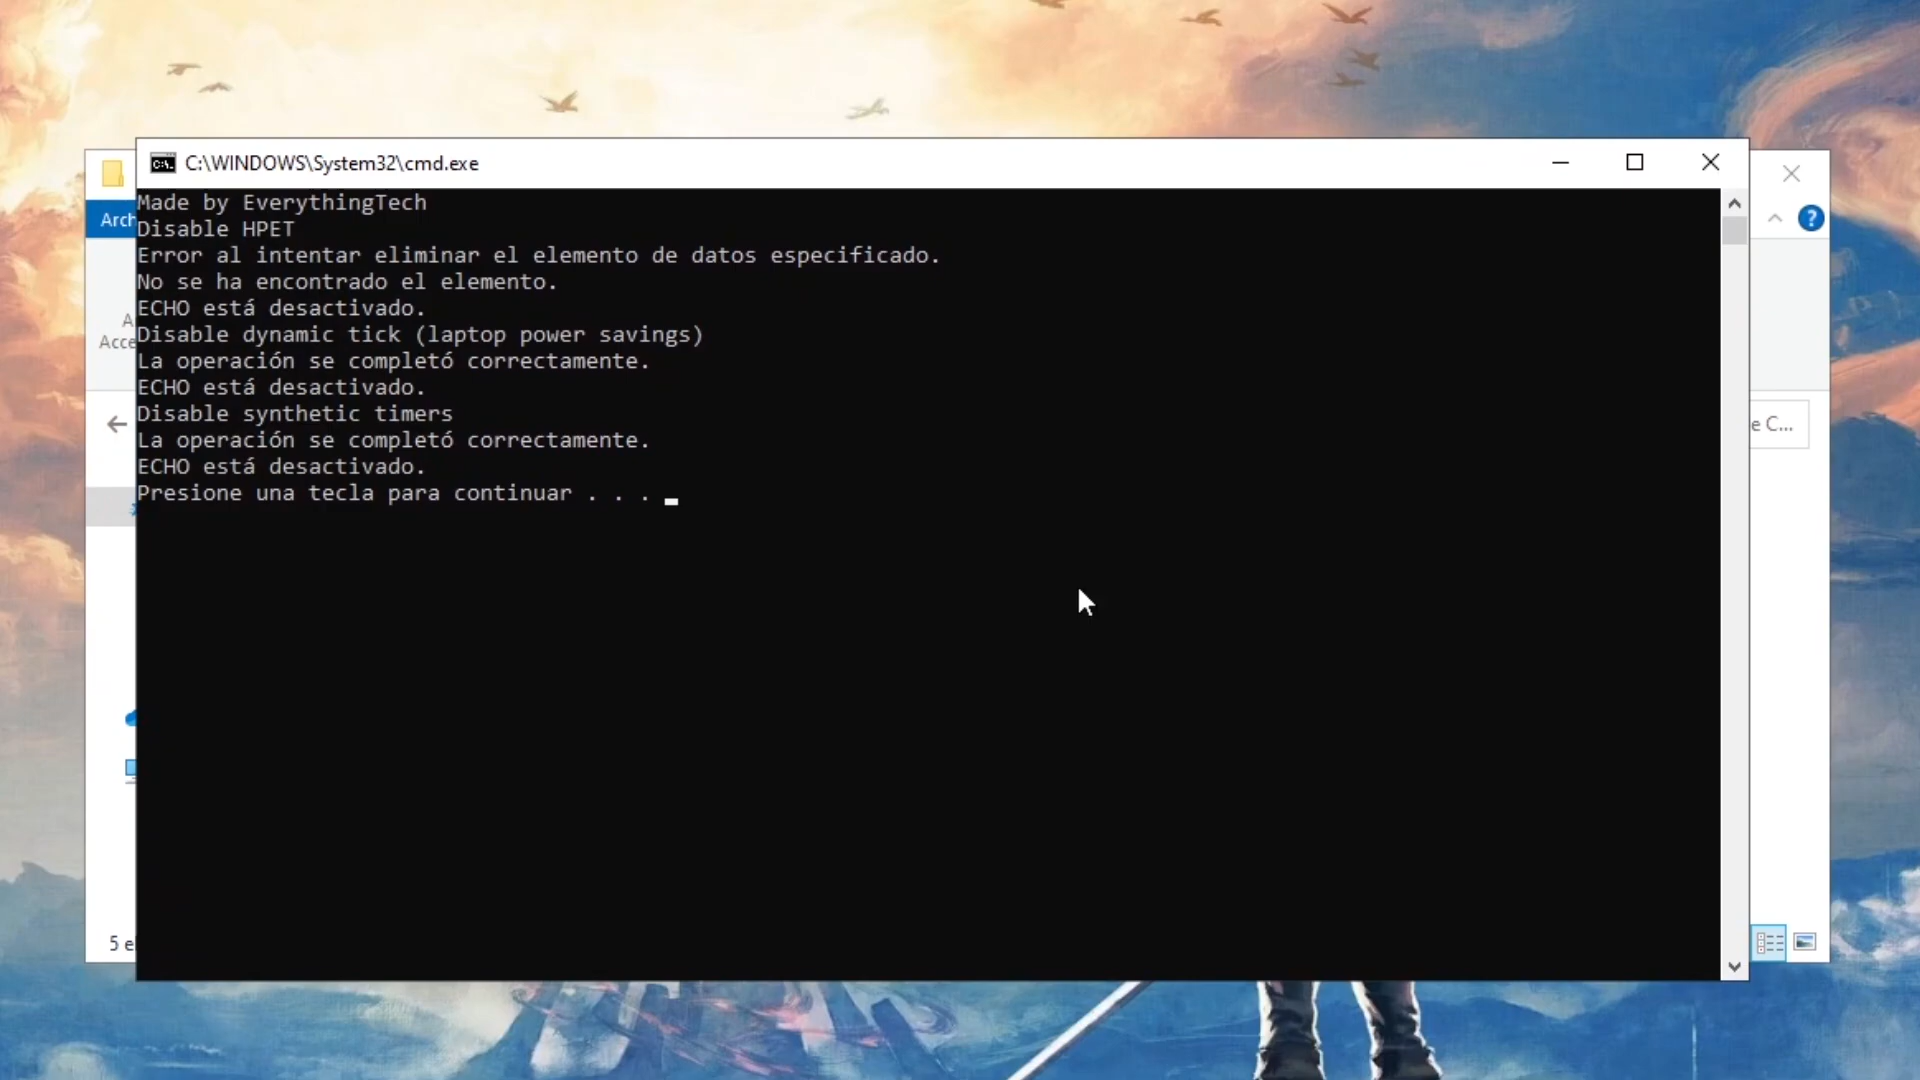 C:\WINDOWS\System32\cmd.exe
Made by EverythingTech
Disable HPET
Error al intentar eliminar el elemento de datos especificado.
No se ha encontrado el elemento.
ECHO está desactivado.
Disable dynamic tick (laptop power savings)
La operación se completó correctamente.
ECHO está desactivado.
Disable synthetic timers
La operación se completó correctamente.
ECHO está desactivado.
Presione una tecla para continuar . . .
Arch
A
Acce
e C...
5 e